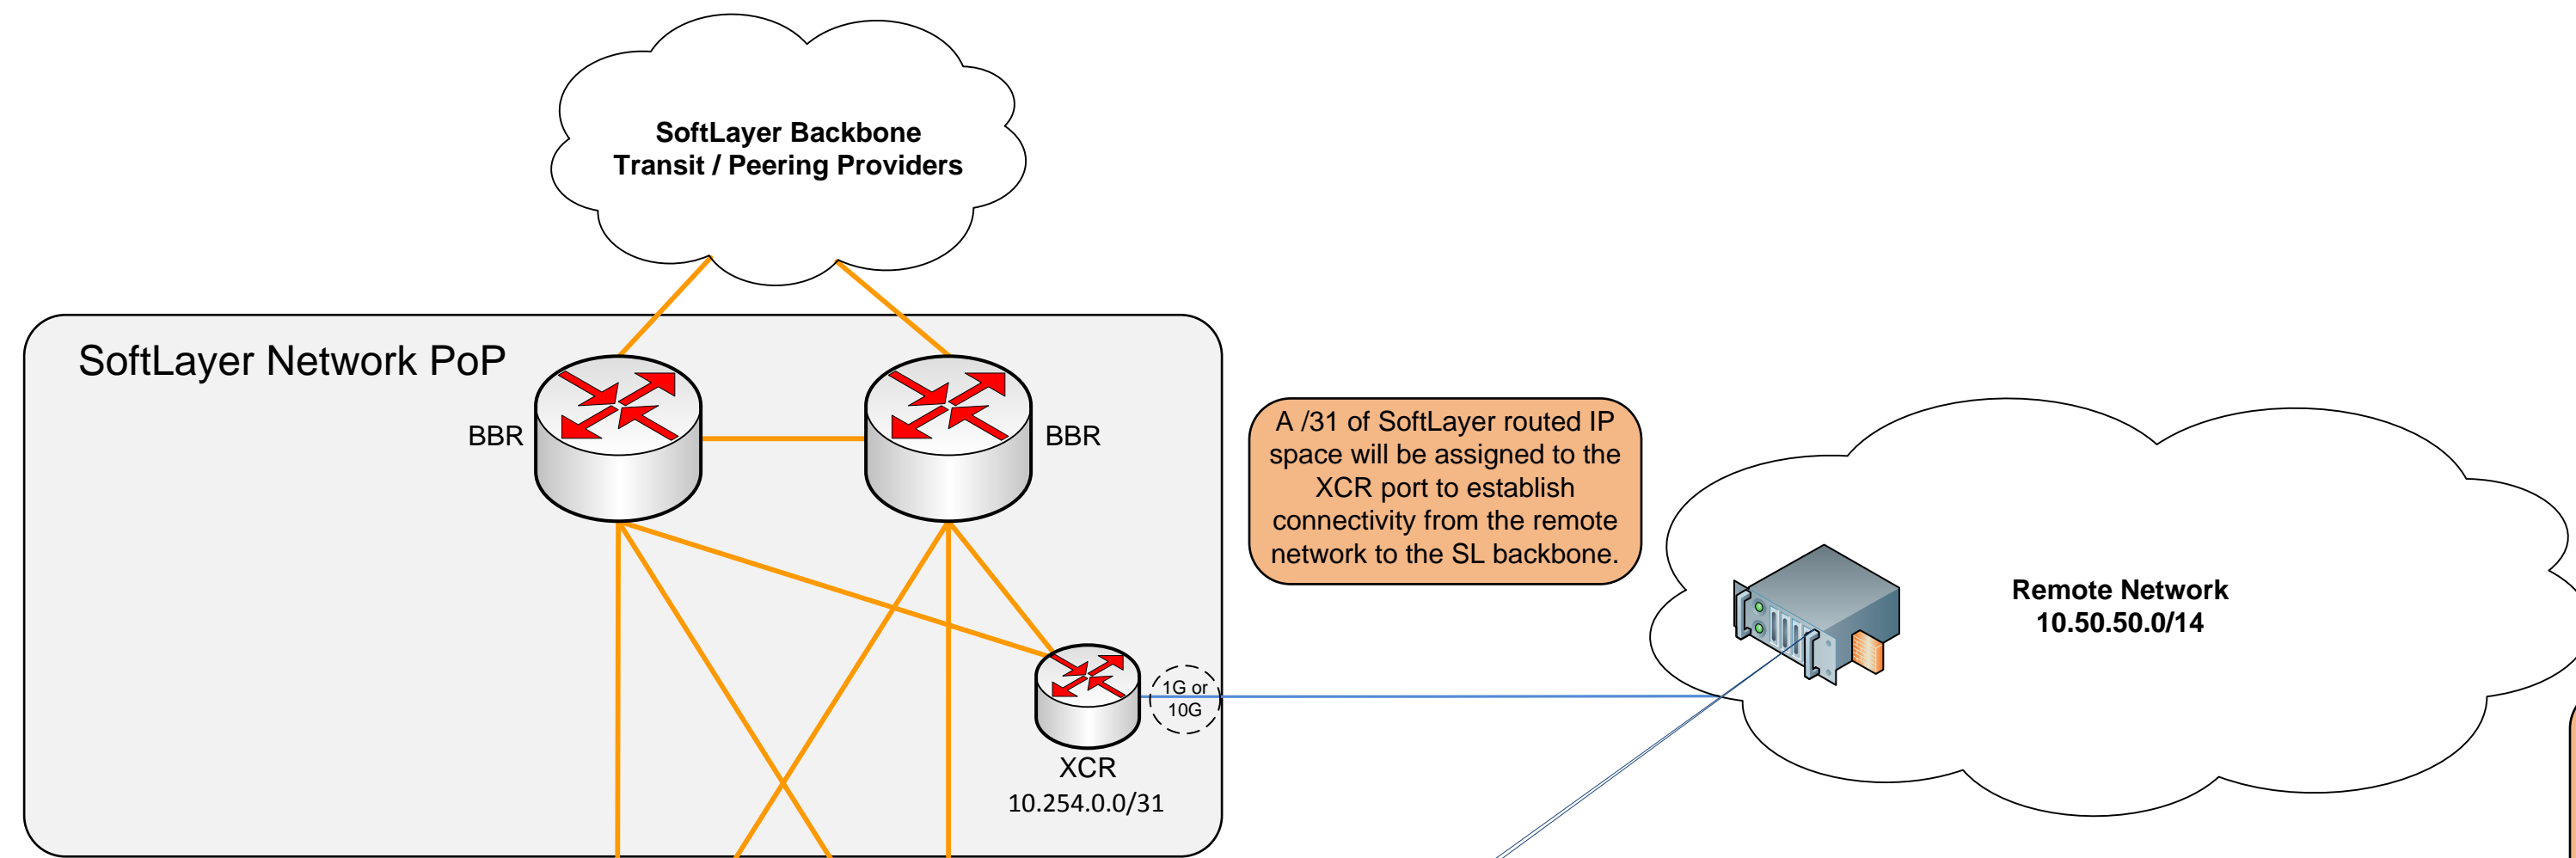 SoftLayer Backbone
Transit / Peering Providers
SoftLayer Network PoP
BBR
BBR
A /31 of SoftLayer routed IP
space will be assigned to the
XCR port to establish
connectivity from the remote
network to the SL backbone.
Remote Network
10.50.50.0/14
1G or
10G
XCR
10.254.0.0/31